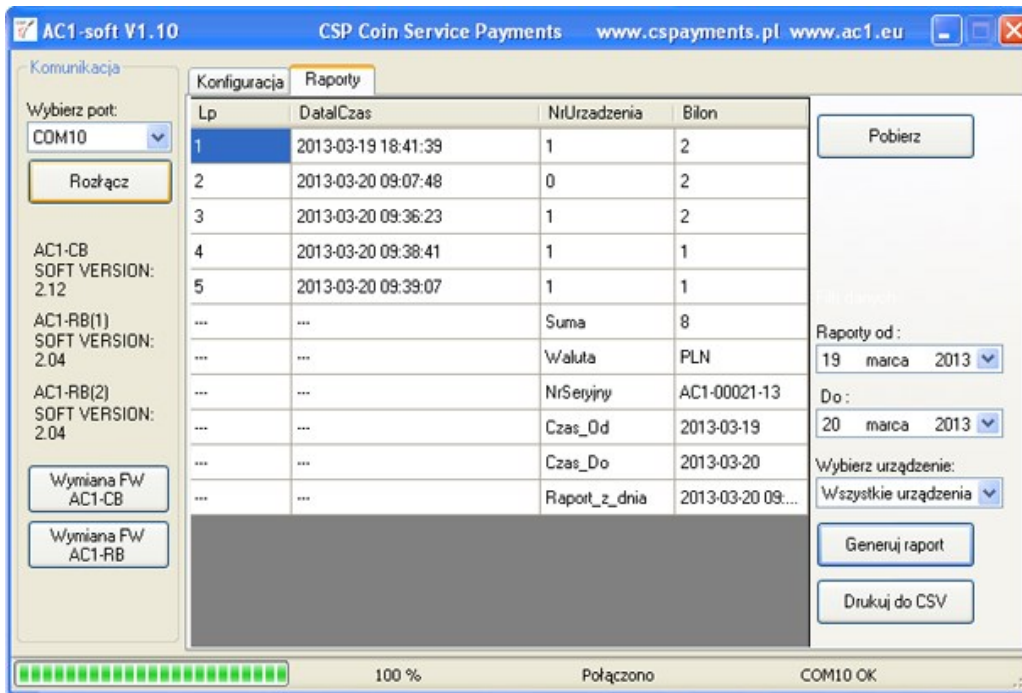 AC1-soft V1.10 CSP Coin Service Payments www.cspayments.pl www.ac1.eu
Komunikacja
Wybierz port:
COM10
Rozłącz
AC1-CB
SOFT VERSION:
2.12
AC1-RB(1)
SOFT VERSION:
2.04
AC1-RB(2)
SOFT VERSION:
2.04
Wymiana FW
AC1-CB
Wymiana FW
AC1-RB
Konfiguracja Raporty
Lp DataICzas NrUrzadzenia Bilon
1 2013-03-19 18:41:39 1 2
2 2013-03-20 09:07:48 0 2
3 2013-03-20 09:36:23 1 2
4 2013-03-20 09:38:41 1 1
5 2013-03-20 09:39:07 1 1
--- --- Suma 8
--- --- Waluta PLN
--- --- NrSeryjny AC1-00021-13
--- --- Czas_Od 2013-03-19
--- --- Czas_Do 2013-03-20
--- --- Raport_z_dnia 2013-03-20 09:...
Pobierz
Raporty od :
19 marca 2013
Do :
20 marca 2013
Wybierz urządzenie:
Wszystkie urządzenia
Generuj raport
Drukuj do CSV
100 % Połączono COM10 OK